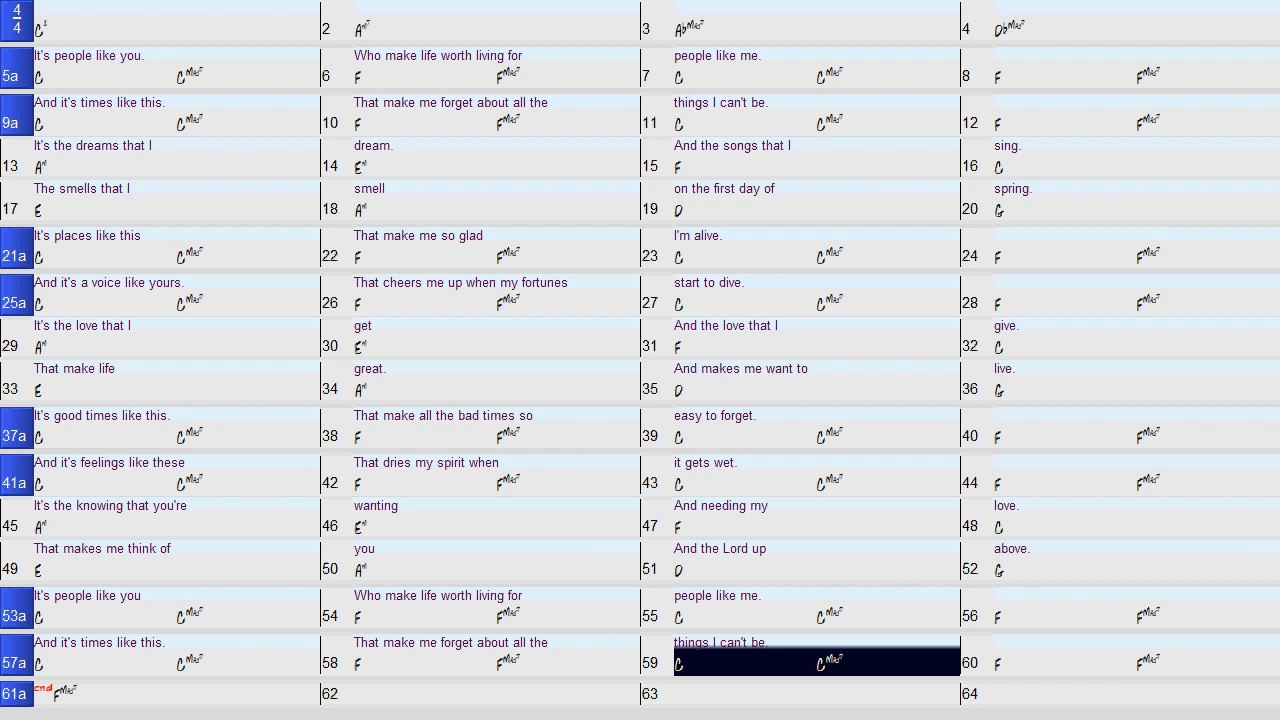 4/4 C² 2 Am7 3 AbMaj7 4 DbMaj7
It's people like you. Who make life worth living for people like me.
5a C CMaj7 6 F FMaj7 7 C CMaj7 8 F FMaj7
And it's times like this. That make me forget about all the things I can't be.
9a C CMaj7 10 F FMaj7 11 C CMaj7 12 F FMaj7
It's the dreams that I dream. And the songs that I sing.
13 Am 14 Em 15 F 16 C
The smells that I smell on the first day of spring.
17 E 18 Am 19 D 20 G
It's places like this That make me so glad I'm alive.
21a C CMaj7 22 F FMaj7 23 C CMaj7 24 F FMaj7
And it's a voice like yours. That cheers me up when my fortunes start to dive.
25a C CMaj7 26 F FMaj7 27 C CMaj7 28 F FMaj7
It's the love that I get And the love that I give.
29 Am 30 Em 31 F 32 C
That make life great. And makes me want to live.
33 E 34 Am 35 D 36 G
It's good times like this. That make all the bad times so easy to forget.
37a C CMaj7 38 F FMaj7 39 C CMaj7 40 F FMaj7
And it's feelings like these That dries my spirit when it gets wet.
41a C CMaj7 42 F FMaj7 43 C CMaj7 44 F FMaj7
It's the knowing that you're wanting And needing my love.
45 Am 46 Em 47 F 48 C
That makes me think of you And the Lord up above.
49 E 50 Am 51 D 52 G
It's people like you Who make life worth living for people like me.
53a C CMaj7 54 F FMaj7 55 C CMaj7 56 F FMaj7
And it's times like this. That make me forget about all the things I can't be.
57a C CMaj7 58 F FMaj7 59 C CMaj7 60 F FMaj7
61a end FMaj7 62 63 64